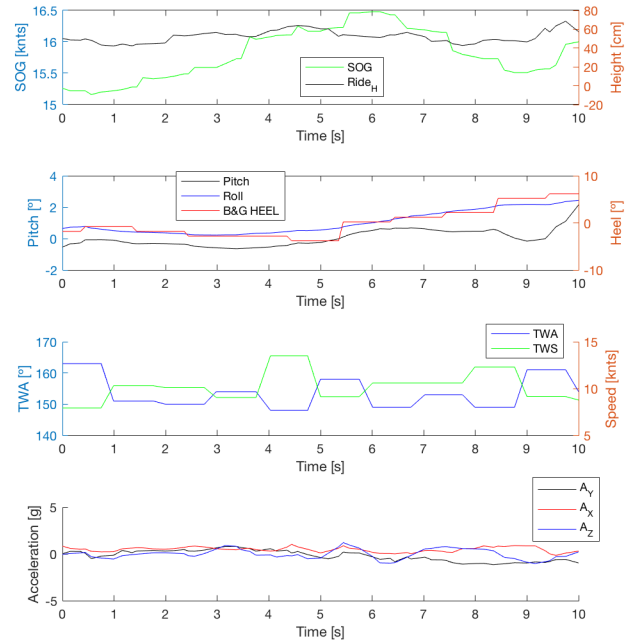 16.5
16
15.5
15
SOG [knts]
80
60
40
20
0
-20
Height [cm]
SOG
Ride_H
0 1 2 3 4 5 6 7 8 9 10
Time [s]
4
2
0
-2
Pitch [º]
10
0
-10
Heel [º]
Pitch
Roll
B&G HEEL
0 1 2 3 4 5 6 7 8 9 10
Time [s]
170
160
150
140
TWA [º]
15
10
5
Speed [knts]
TWA
TWS
0 1 2 3 4 5 6 7 8 9 10
Time [s]
5
0
-5
Acceleration [g]
A_Y
A_X
A_Z
0 1 2 3 4 5 6 7 8 9 10
Time [s]